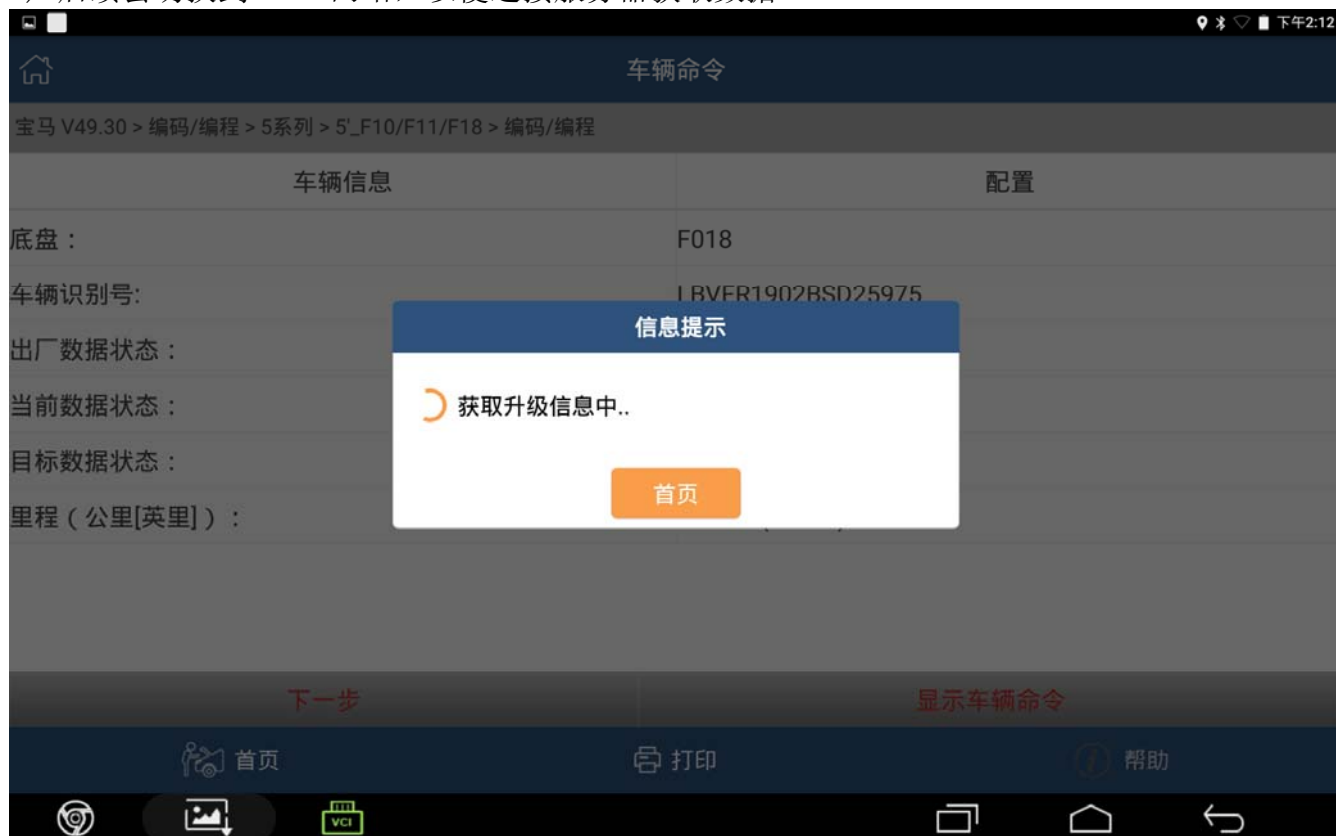 下午2:12
车辆命令
宝马 V49.30 > 编码/编程 > 5系列 > 5'_F10/F11/F18 > 编码/编程
车辆信息 配置
底盘： F018
车辆识别号: LBVFR1902BSD25975
信息提示
出厂数据状态：
当前数据状态：
获取升级信息中..
目标数据状态：
首页
里程（公里[英里]）：
下一步 显示车辆命令
首页 打印 帮助
VCI